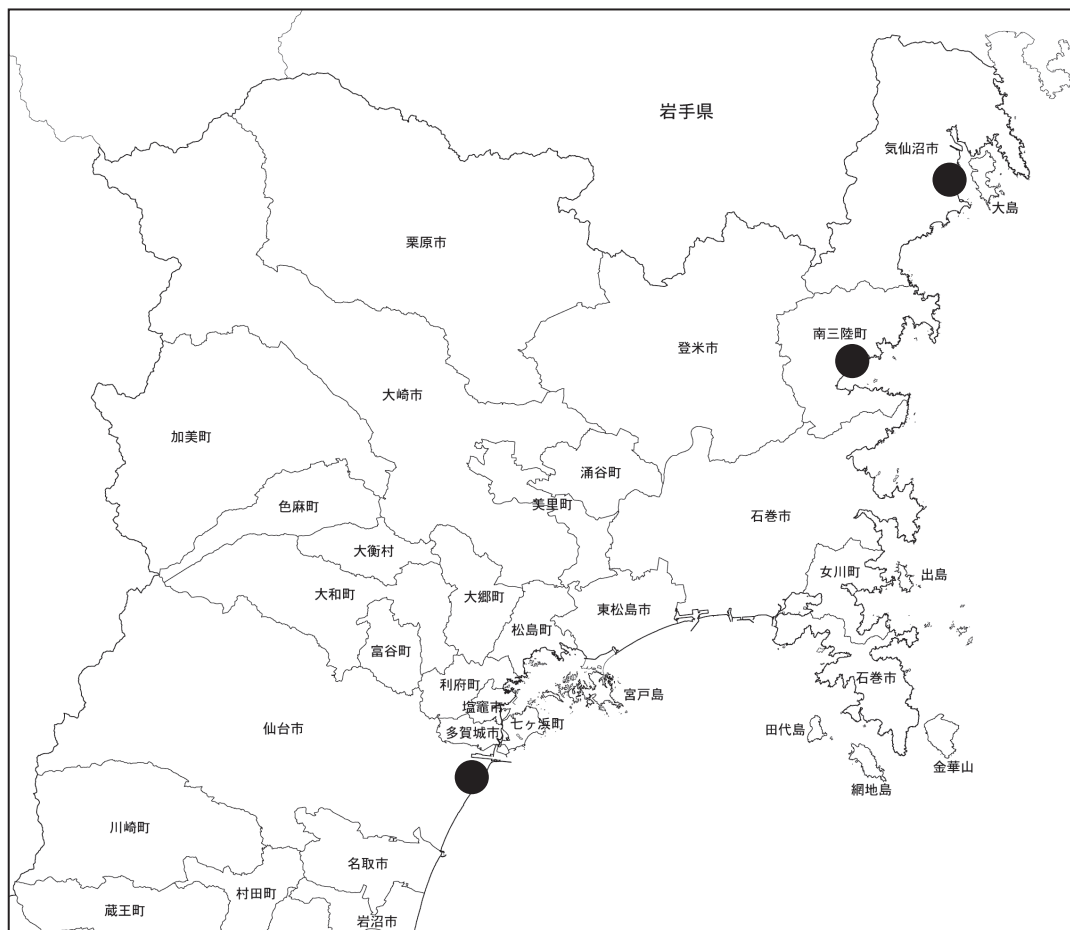 岩手県
気仙沼市
大島
栗原市
南三陸町
登米市
大崎市
加美町
涌谷町
美里町
色麻町
石巻市
大衡村
女川町
出島
大和町
大郷町
東松島市
松島町
富谷町
石巻市
利府町
宮戸島
塩竈市
七ヶ浜町
仙台市
多賀城市
田代島
金華山
網地島
川崎町
名取市
村田町
蔵王町
岩沼市